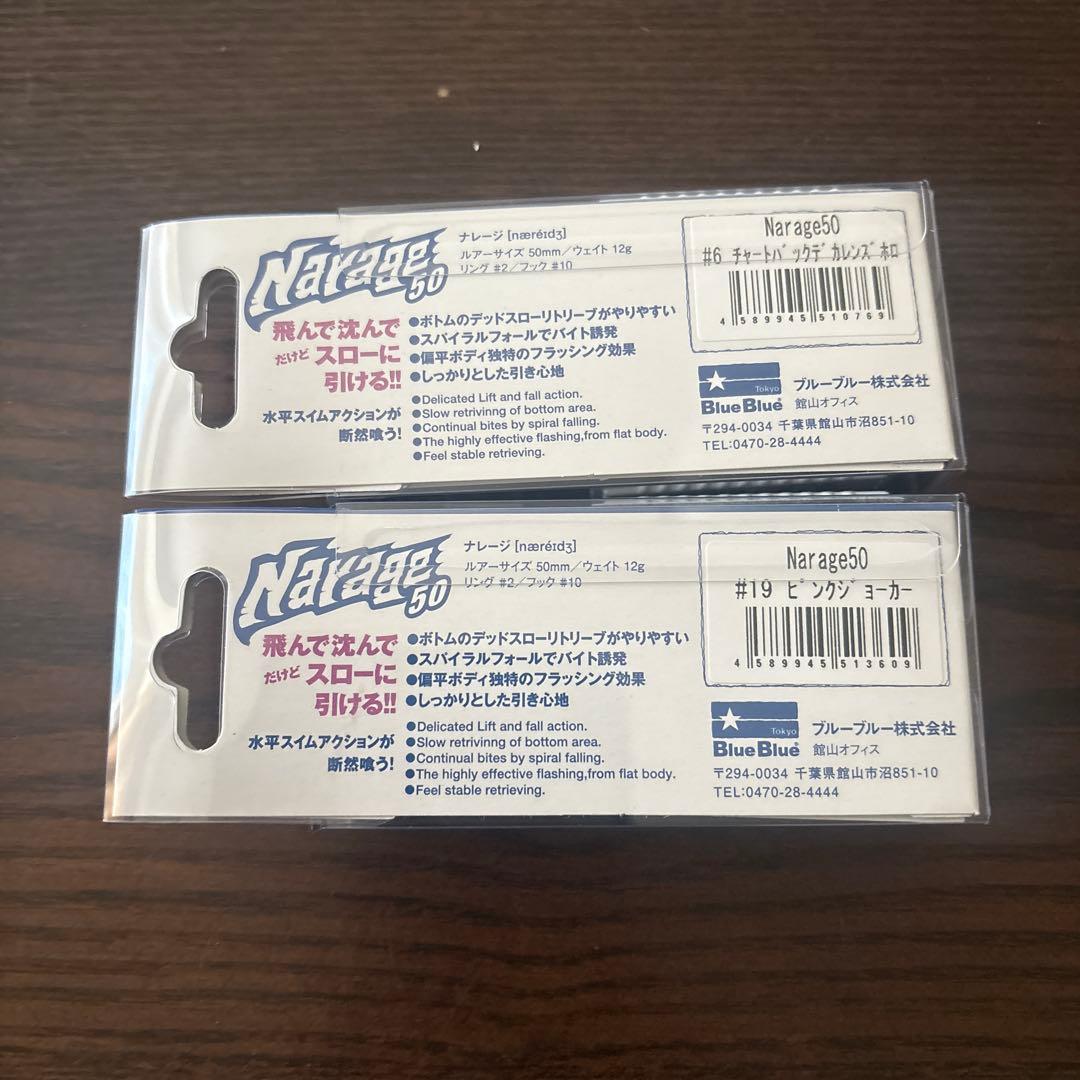 Narage 50
ナレージ [næréɪdʒ]
ルアーサイズ 50mm／ウェイト 12g
リング #2／フック #10
飛んで沈んで
だけど スローに
引ける!!
水平スイムアクションが
断然喰う!
●ボトムのデッドスローリトリーブがやりやすい
●スパイラルフォールでバイト誘発
●偏平ボディ独特のフラッシング効果
●しっかりとした引き心地
●Delicated Lift and fall action.
●Slow retrivning of bottom area.
●Continual bites by spiral falling.
●The highly effective flashing,from flat body.
●Feel stable retrieving.
Narage50
#6 チャートバックデカレンズホロ
4 589945 510769
Tokyo
BlueBlue®
ブルーブルー株式会社
館山オフィス
〒294-0034 千葉県館山市沼851-10
TEL:0470-28-4444
Narage 50
ナレージ [næréɪdʒ]
ルアーサイズ 50mm／ウェイト 12g
リング #2／フック #10
飛んで沈んで
だけど スローに
引ける!!
水平スイムアクションが
断然喰う!
●ボトムのデッドスローリトリーブがやりやすい
●スパイラルフォールでバイト誘発
●偏平ボディ独特のフラッシング効果
●しっかりとした引き心地
●Delicated Lift and fall action.
●Slow retrivning of bottom area.
●Continual bites by spiral falling.
●The highly effective flashing,from flat body.
●Feel stable retrieving.
Narage50
#19 ピンクジョーカー
4 589945 513609
Tokyo
BlueBlue®
ブルーブルー株式会社
館山オフィス
〒294-0034 千葉県館山市沼851-10
TEL:0470-28-4444